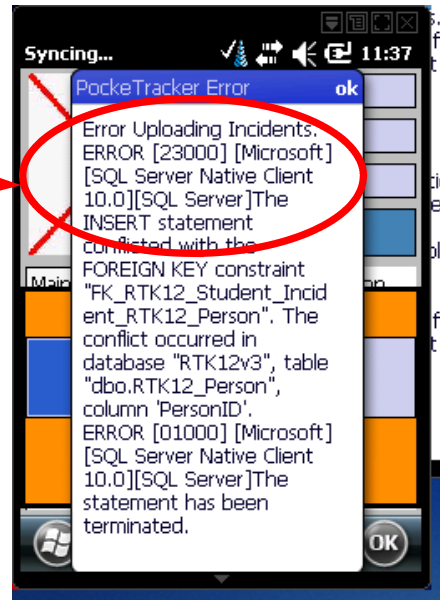 Syncing... 11:37
PockeTracker Error ok
Error Uploading Incidents.
ERROR [23000] [Microsoft]
[SQL Server Native Client
10.0][SQL Server]The
INSERT statement
conflicted with the
FOREIGN KEY constraint
"FK_RTK12_Student_Incid
ent_RTK12_Person". The
conflict occurred in
database "RTK12v3", table
"dbo.RTK12_Person",
column 'PersonID'.
ERROR [01000] [Microsoft]
[SQL Server Native Client
10.0][SQL Server]The
statement has been
terminated.
OK